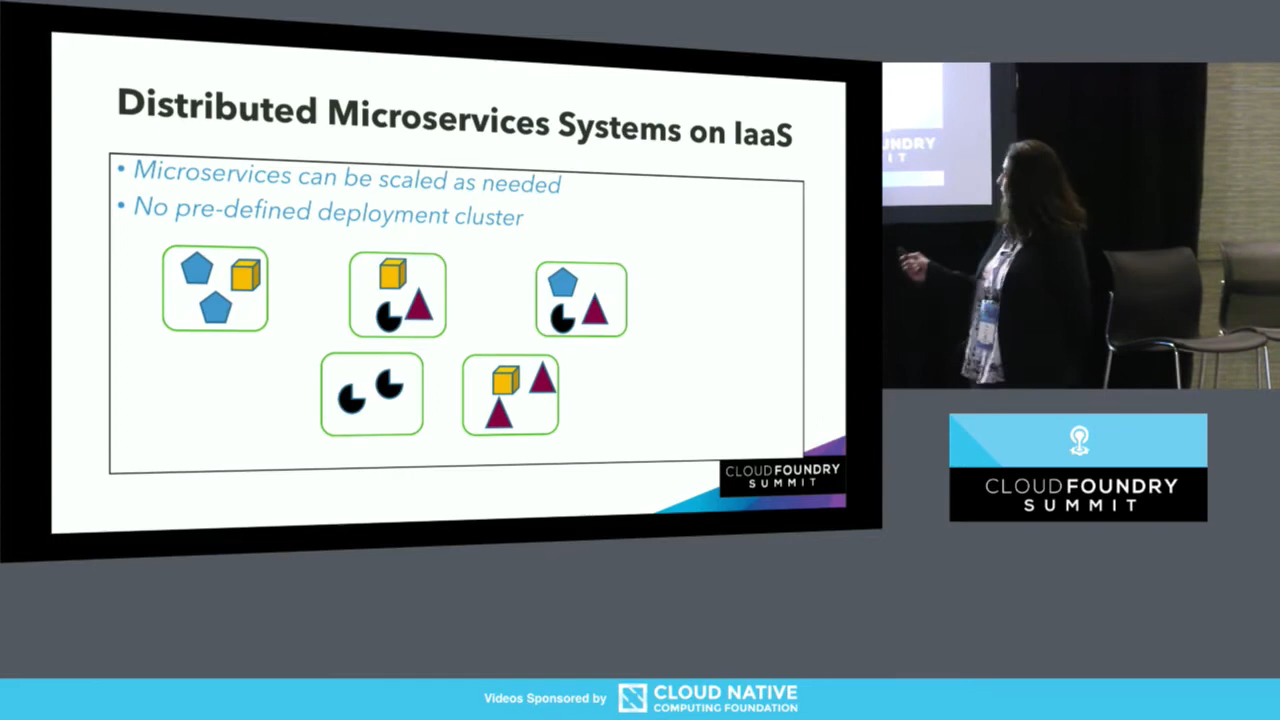 Distributed Microservices Systems on IaaS
• Microservices can be scaled as needed
• No pre-defined deployment cluster
CLOUDFOUNDRY
SUMMIT
UNDRY
I T
CLOUDFOUNDRY
SUMMIT
Videos Sponsored by
CLOUD NATIVE
COMPUTING FOUNDATION